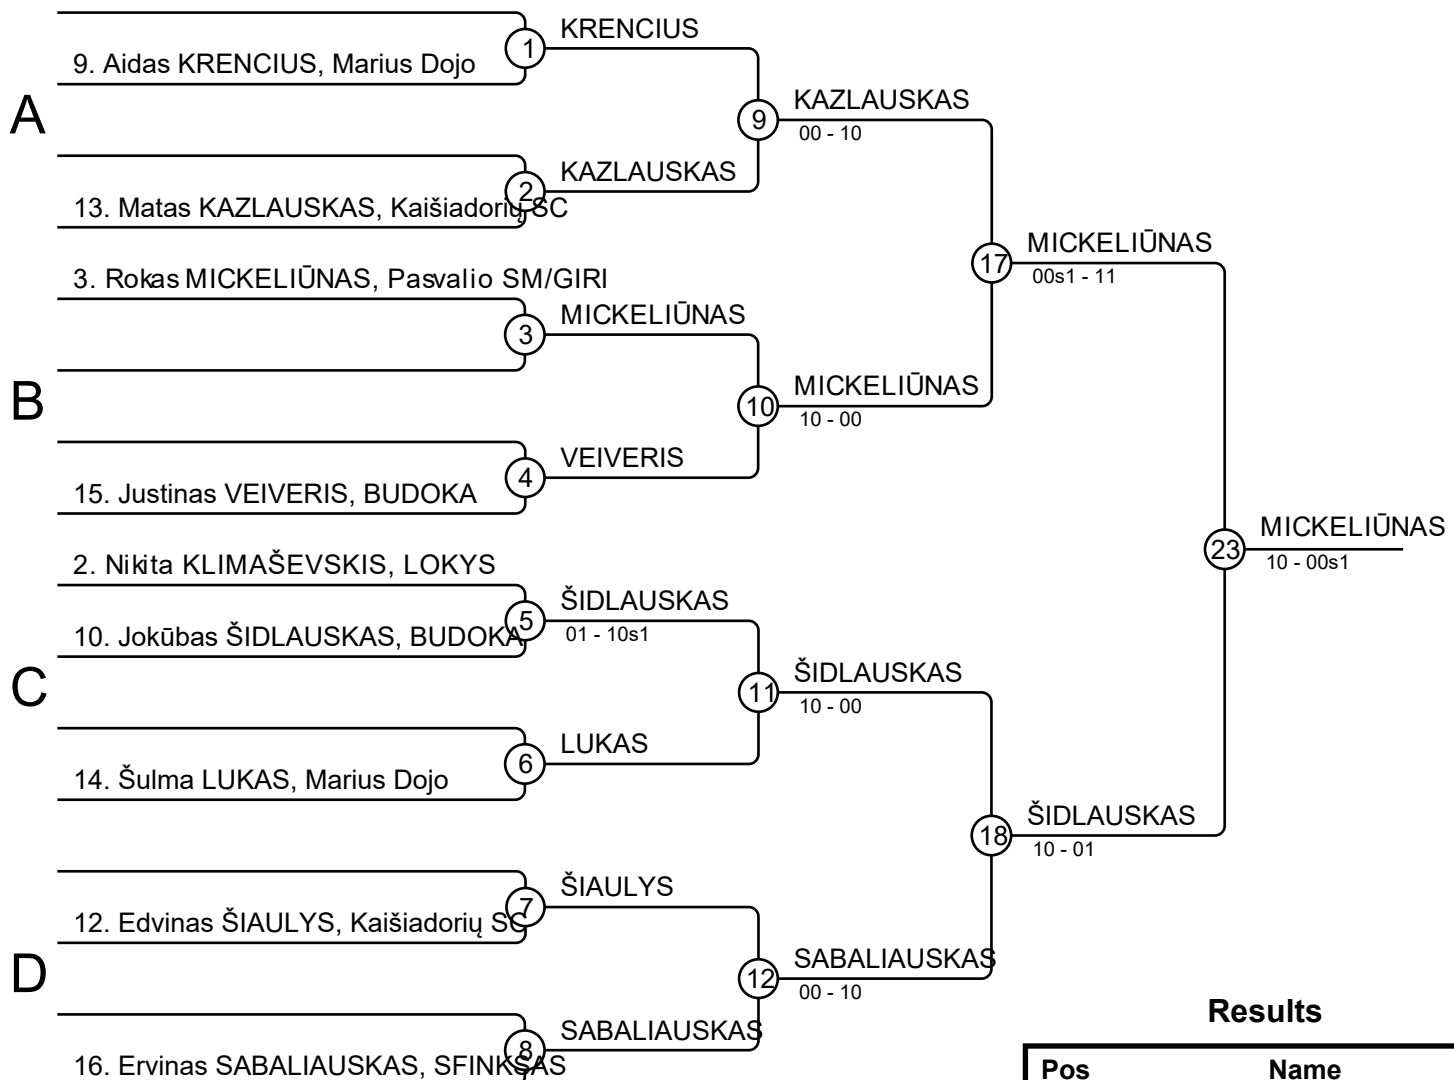 KRENCIUS
1
9. Aidas KRENCIUS, Marius Dojo
A
KAZLAUSKAS
9
00 - 10
KAZLAUSKAS
2
13. Matas KAZLAUSKAS, Kaišiadorių SC
MICKELIŪNAS
17
00s1 - 11
3. Rokas MICKELIŪNAS, Pasvalio SM/GIRI
MICKELIŪNAS
3
B
MICKELIŪNAS
10
10 - 00
VEIVERIS
4
15. Justinas VEIVERIS, BUDOKA
MICKELIŪNAS
23
10 - 00s1
2. Nikita KLIMAŠEVSKIS, LOKYS
ŠIDLAUSKAS
5
01 - 10s1
10. Jokūbas ŠIDLAUSKAS, BUDOKA
C
ŠIDLAUSKAS
11
10 - 00
LUKAS
6
14. Šulma LUKAS, Marius Dojo
ŠIDLAUSKAS
18
10 - 01
ŠIAULYS
7
12. Edvinas ŠIAULYS, Kaišiadorių SC
D
SABALIAUSKAS
12
00 - 10
SABALIAUSKAS
8
16. Ervinas SABALIAUSKAS, SFINKSAS
Results
Pos Name